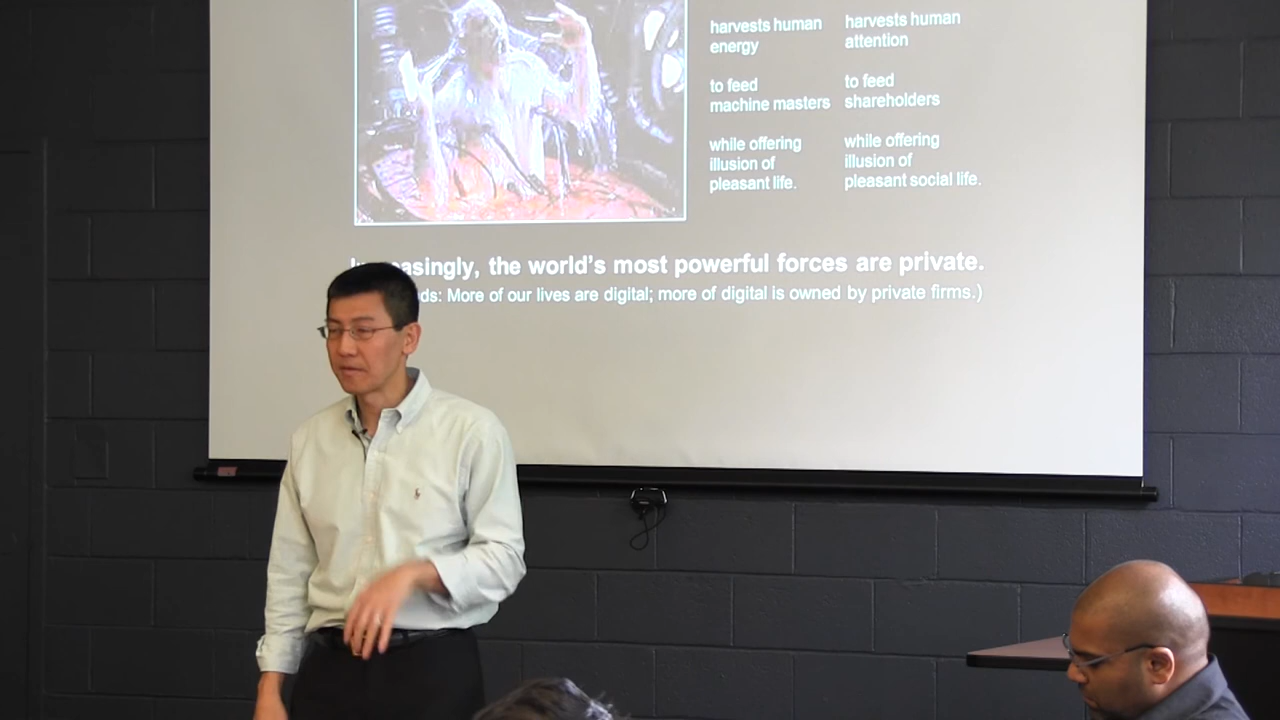 harvests human
energy
to feed
machine masters
while offering
illusion of
pleasant life.
harvests human
attention
to feed
shareholders
while offering
illusion of
pleasant social life.
the world's most powerful forces are private.
More of our lives are digital; more of digital is owned by private firms.)